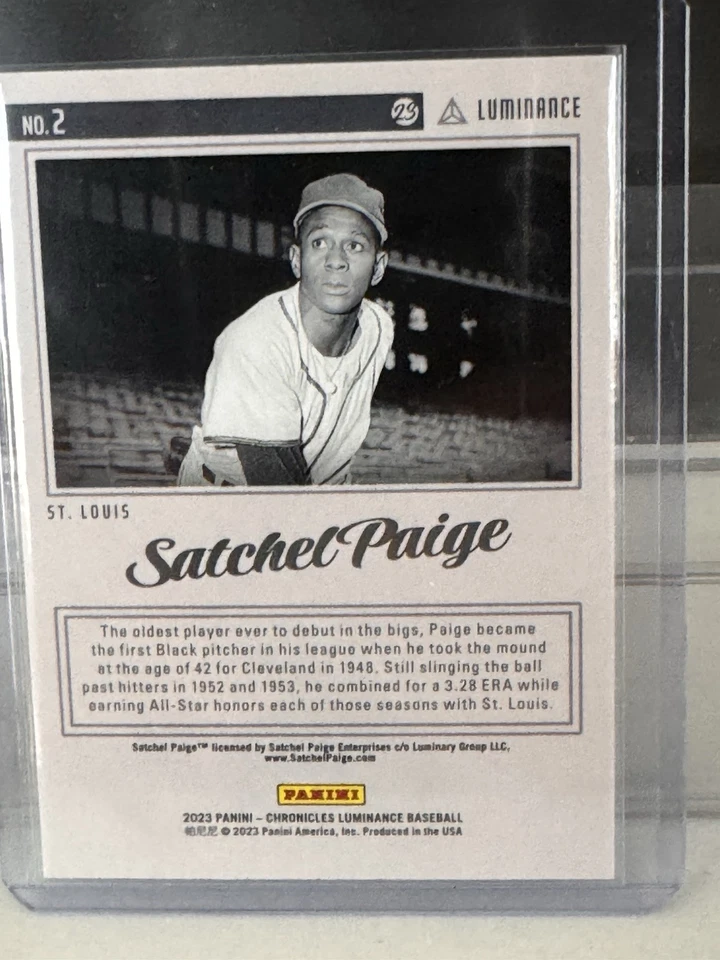 NO. 2
23
LUMINANCE
ST. LOUIS
Satchel Paige
The oldest player ever to debut in the bigs, Paige became
the first Black pitcher in his league when he took the mound
at the age of 42 for Cleveland in 1948. Still slinging the ball
past hitters in 1952 and 1953, he combined for a 3.28 ERA while
earning All-Star honors each of those seasons with St. Louis.
Satchel Paige™ licensed by Satchel Paige Enterprises c/o Luminary Group LLC,
www.SatchelPaige.com
PANINI
2023 PANINI – CHRONICLES LUMINANCE BASEBALL
帕尼尼 © 2023 Panini America, Inc. Produced in the USA